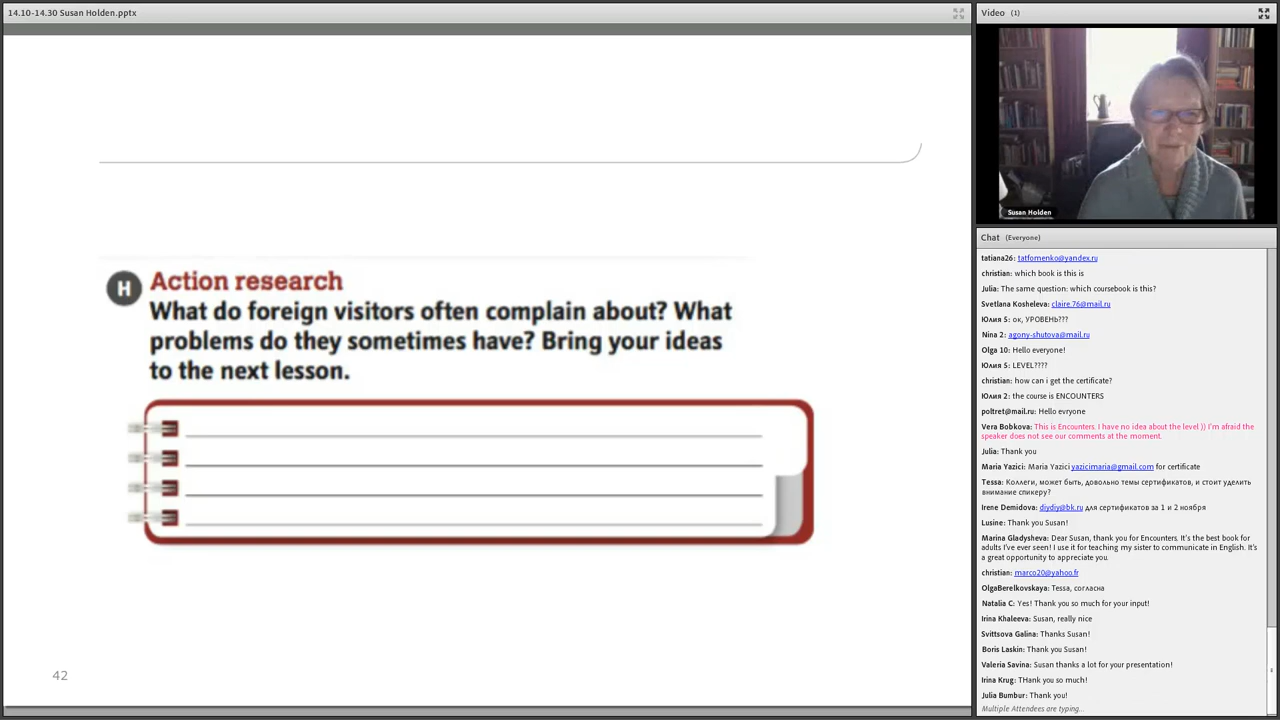 14.10-14.30 Susan Holden.pptx
H
Action research
What do foreign visitors often complain about? What
problems do they sometimes have? Bring your ideas
to the next lesson.
42
Video (1)
Susan Holden
Chat (Everyone)
tatiana26: tatfomenko@yandex.ru
christian: which book is this is
Julia: The same question: which coursebook is this?
Svetlana Kosheleva: claire.76@mail.ru
Юлия 5: ок, УРОВЕНЬ???
Nina 2: agony-shutova@mail.ru
Olga 10: Hello everyone!
Юлия 5: LEVEL????
christian: how can i get the certificate?
Юлия 2: the course is ENCOUNTERS
poltret@mail.ru: Hello evryone
Vera Bobkova: This is Encounters. I have no idea about the level )) I'm afraid the
speaker does not see our comments at the moment.
Julia: Thank you
Maria Yazici: Maria Yazici yazicimaria@gmail.com for certificate
Tessa: Коллеги, может быть, довольно темы сертификатов, и стоит уделить
внимание спикеру?
Irene Demidova: diydiy@bk.ru для сертификатов за 1 и 2 ноября
Lusine: Thank you Susan!
Marina Gladysheva: Dear Susan, thank you for Encounters. It's the best book for
adults I've ever seen! I use it for teaching my sister to communicate in English. It's
a great opportunity to appreciate you.
christian: marco20@yahoo.fr
OlgaBerelkovskaya: Tessa, согласна
Natalia C: Yes! Thank you so much for your input!
Irina Khaleeva: Susan, really nice
Svittsova Galina: Thanks Susan!
Boris Laskin: Thank you Susan!
Valeria Savina: Susan thanks a lot for your presentation!
Irina Krug: THank you so much!
Julia Bumbur: Thank you!
Multiple Attendees are typing...